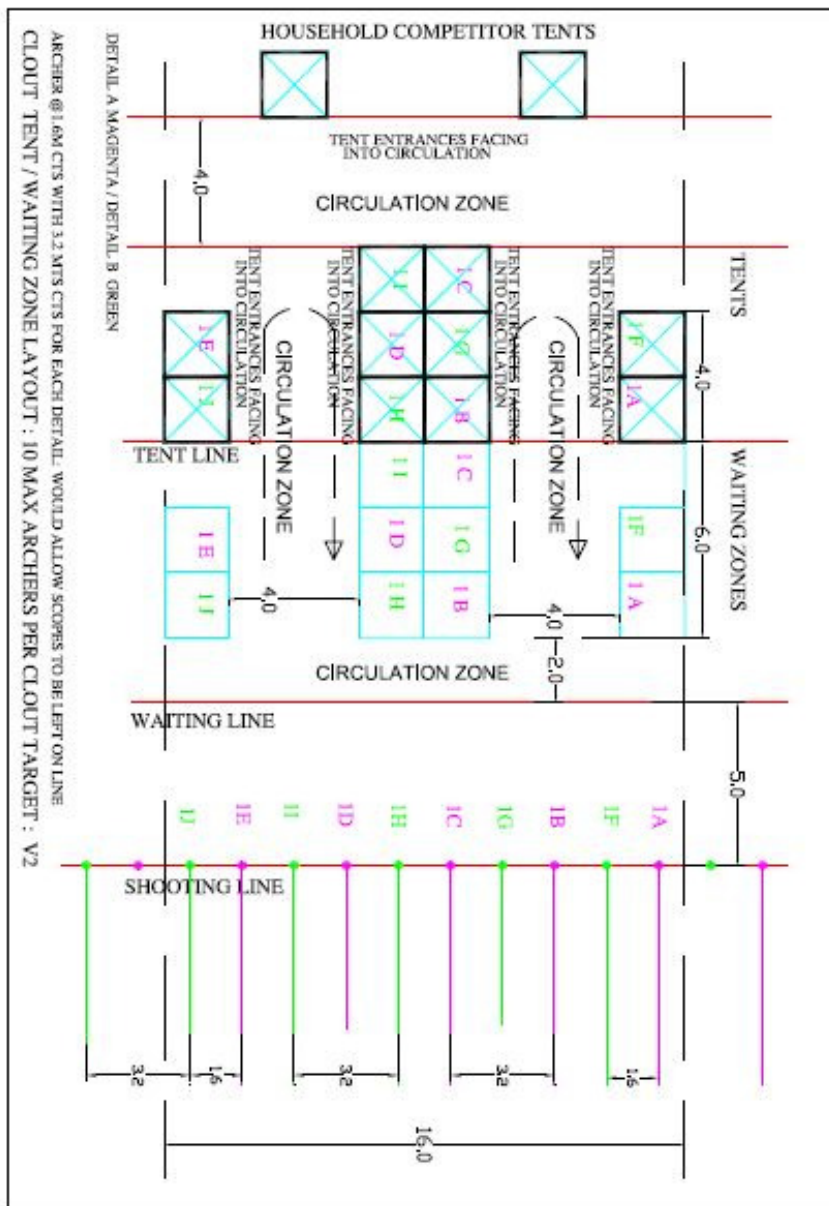 HOUSEHOLD COMPETITOR TENTS
TENT ENTRANCES FACING
INTO CIRCULATION
4.0
CIRCULATION ZONE
TENT ENTRANCES FACING
INTO CIRCULATION
TENT ENTRANCES FACING
INTO CIRCULATION
TENT ENTRANCES FACING
INTO CIRCULATION
TENT ENTRANCES FACING
INTO CIRCULATION
TENTS
1I
1C
1E
1D
1G
1F
1J
1H
1B
1A
4.0
CIRCULATION ZONE
CIRCULATION ZONE
TENT LINE
WAITING ZONES
1I
1C
1E
1D
1G
1F
1J
1H
1B
1A
6.0
4.0
4.0
2.0
CIRCULATION ZONE
WAITING LINE
5.0
1J
1E
1I
1D
1H
1C
1G
1B
1F
1A
SHOOTING LINE
3.2
1.6
3.2
3.2
1.6
16.0
DETAIL A MAGENTA / DETAIL B GREEN
ARCHER @1.6M CTS WITH 3.2 MTS CTS FOR EACH DETAIL: WOULD ALLOW SCOPES TO BE LEFT ON LINE
CLOUT TENT / WAITING ZONE LAYOUT : 10 MAX ARCHERS PER CLOUT TARGET : V2